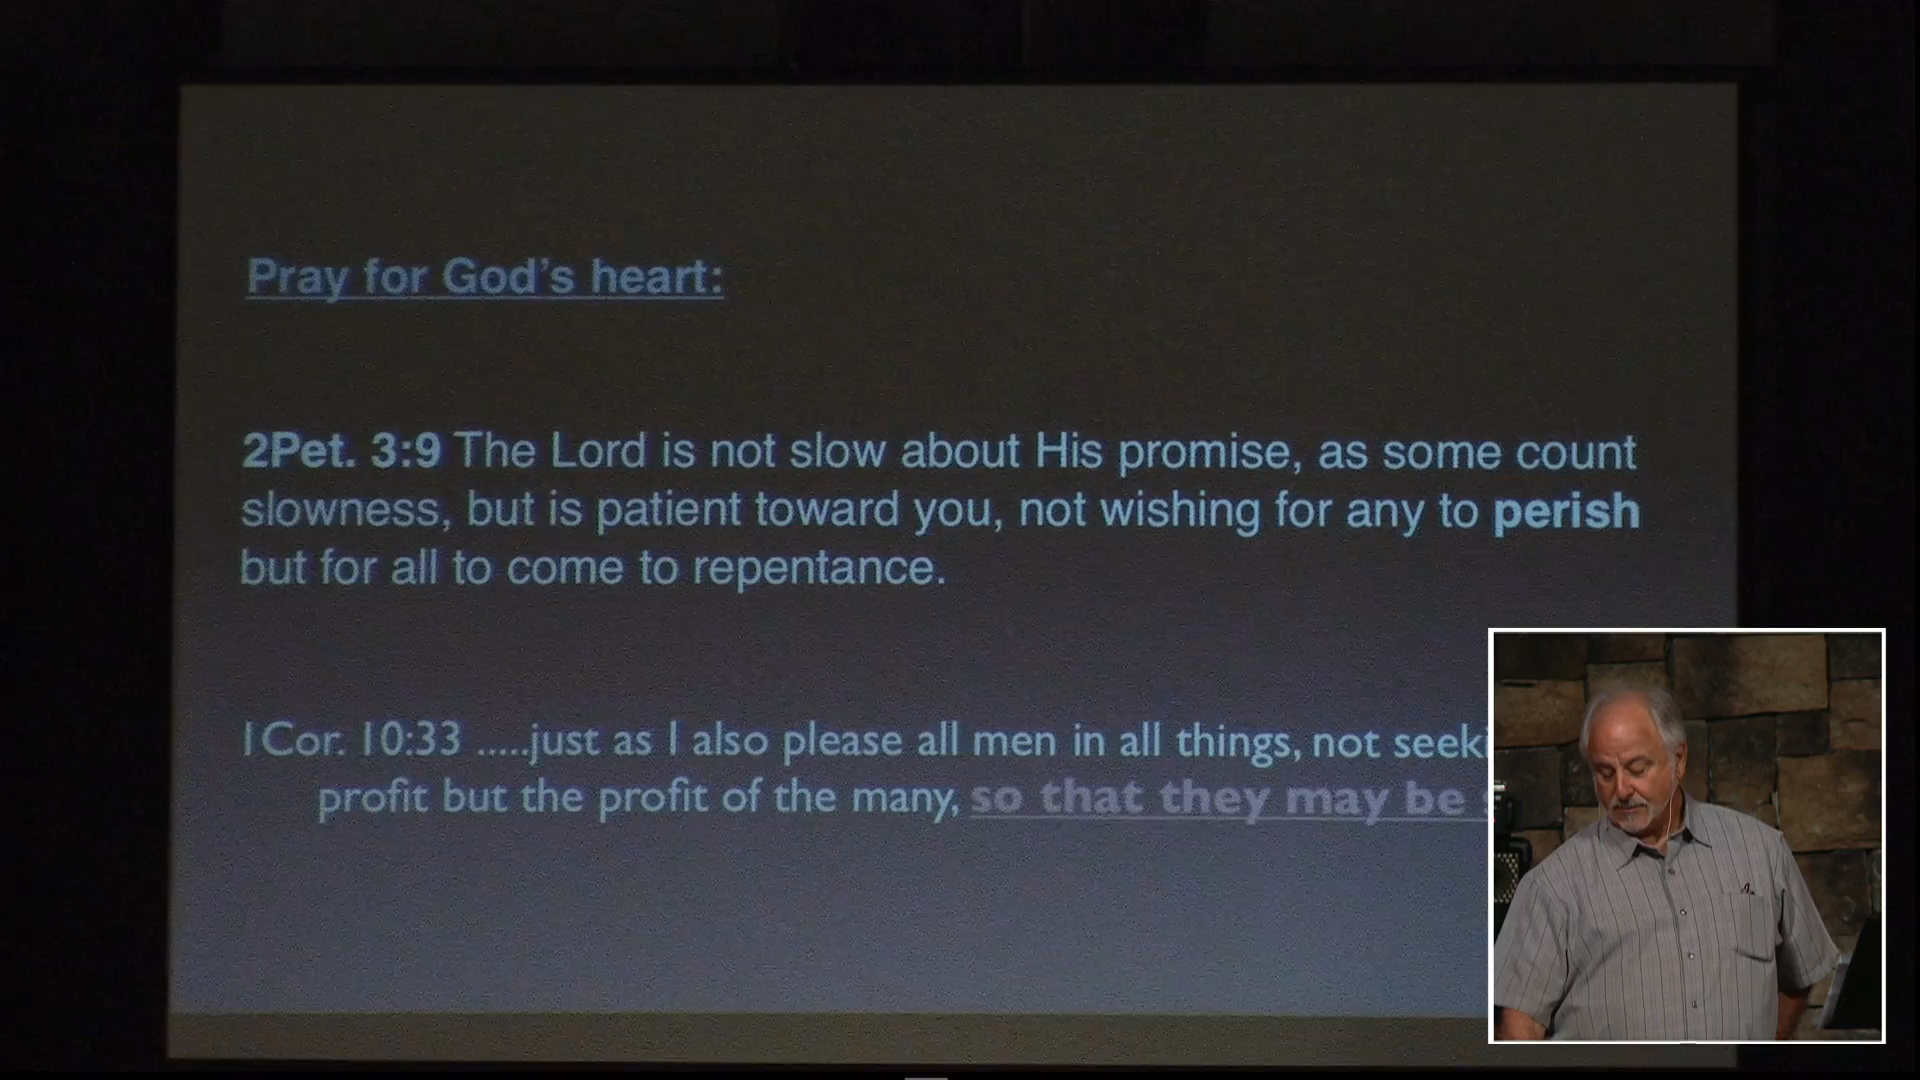 Pray for God's heart:
2Pet. 3:9 The Lord is not slow about His promise, as some count
slowness, but is patient toward you, not wishing for any to perish
but for all to come to repentance.
1Cor. 10:33 .....just as I also please all men in all things, not
profit but the profit of the many, so that they may be